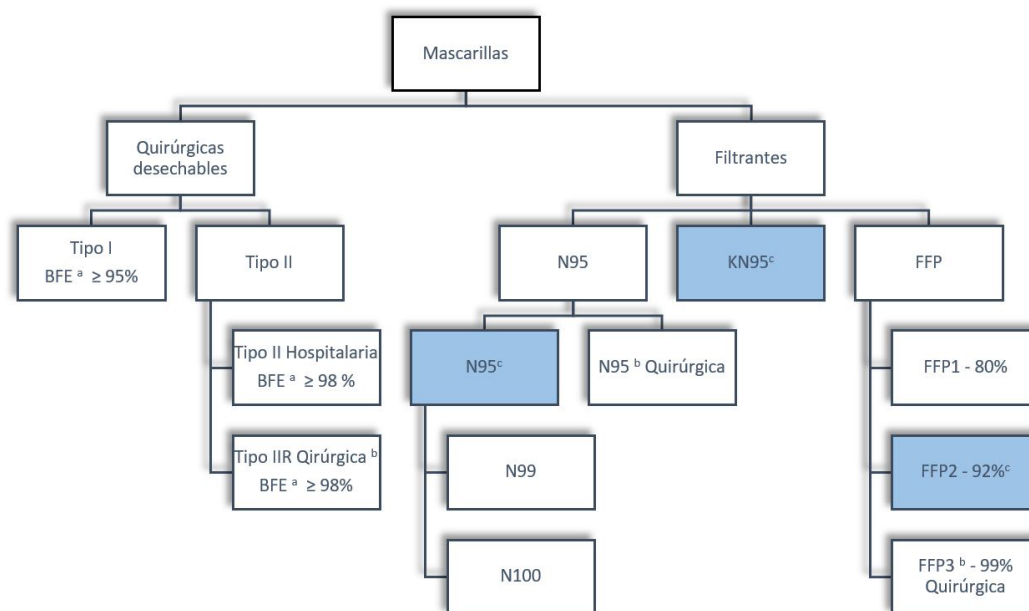 Mascarillas
Quirúrgicas
desechables
Filtrantes
Tipo I
BFE ᵃ ≥ 95%
Tipo II
N95
KN95ᶜ
FFP
Tipo II Hospitalaria
BFE ᵃ ≥ 98 %
N95ᶜ
N95 ᵇ Quirúrgica
FFP1 - 80%
Tipo IIR Qirúrgica ᵇ
BFE ᵃ ≥ 98%
N99
FFP2 - 92%ᶜ
N100
FFP3 ᵇ - 99%
Quirúrgica